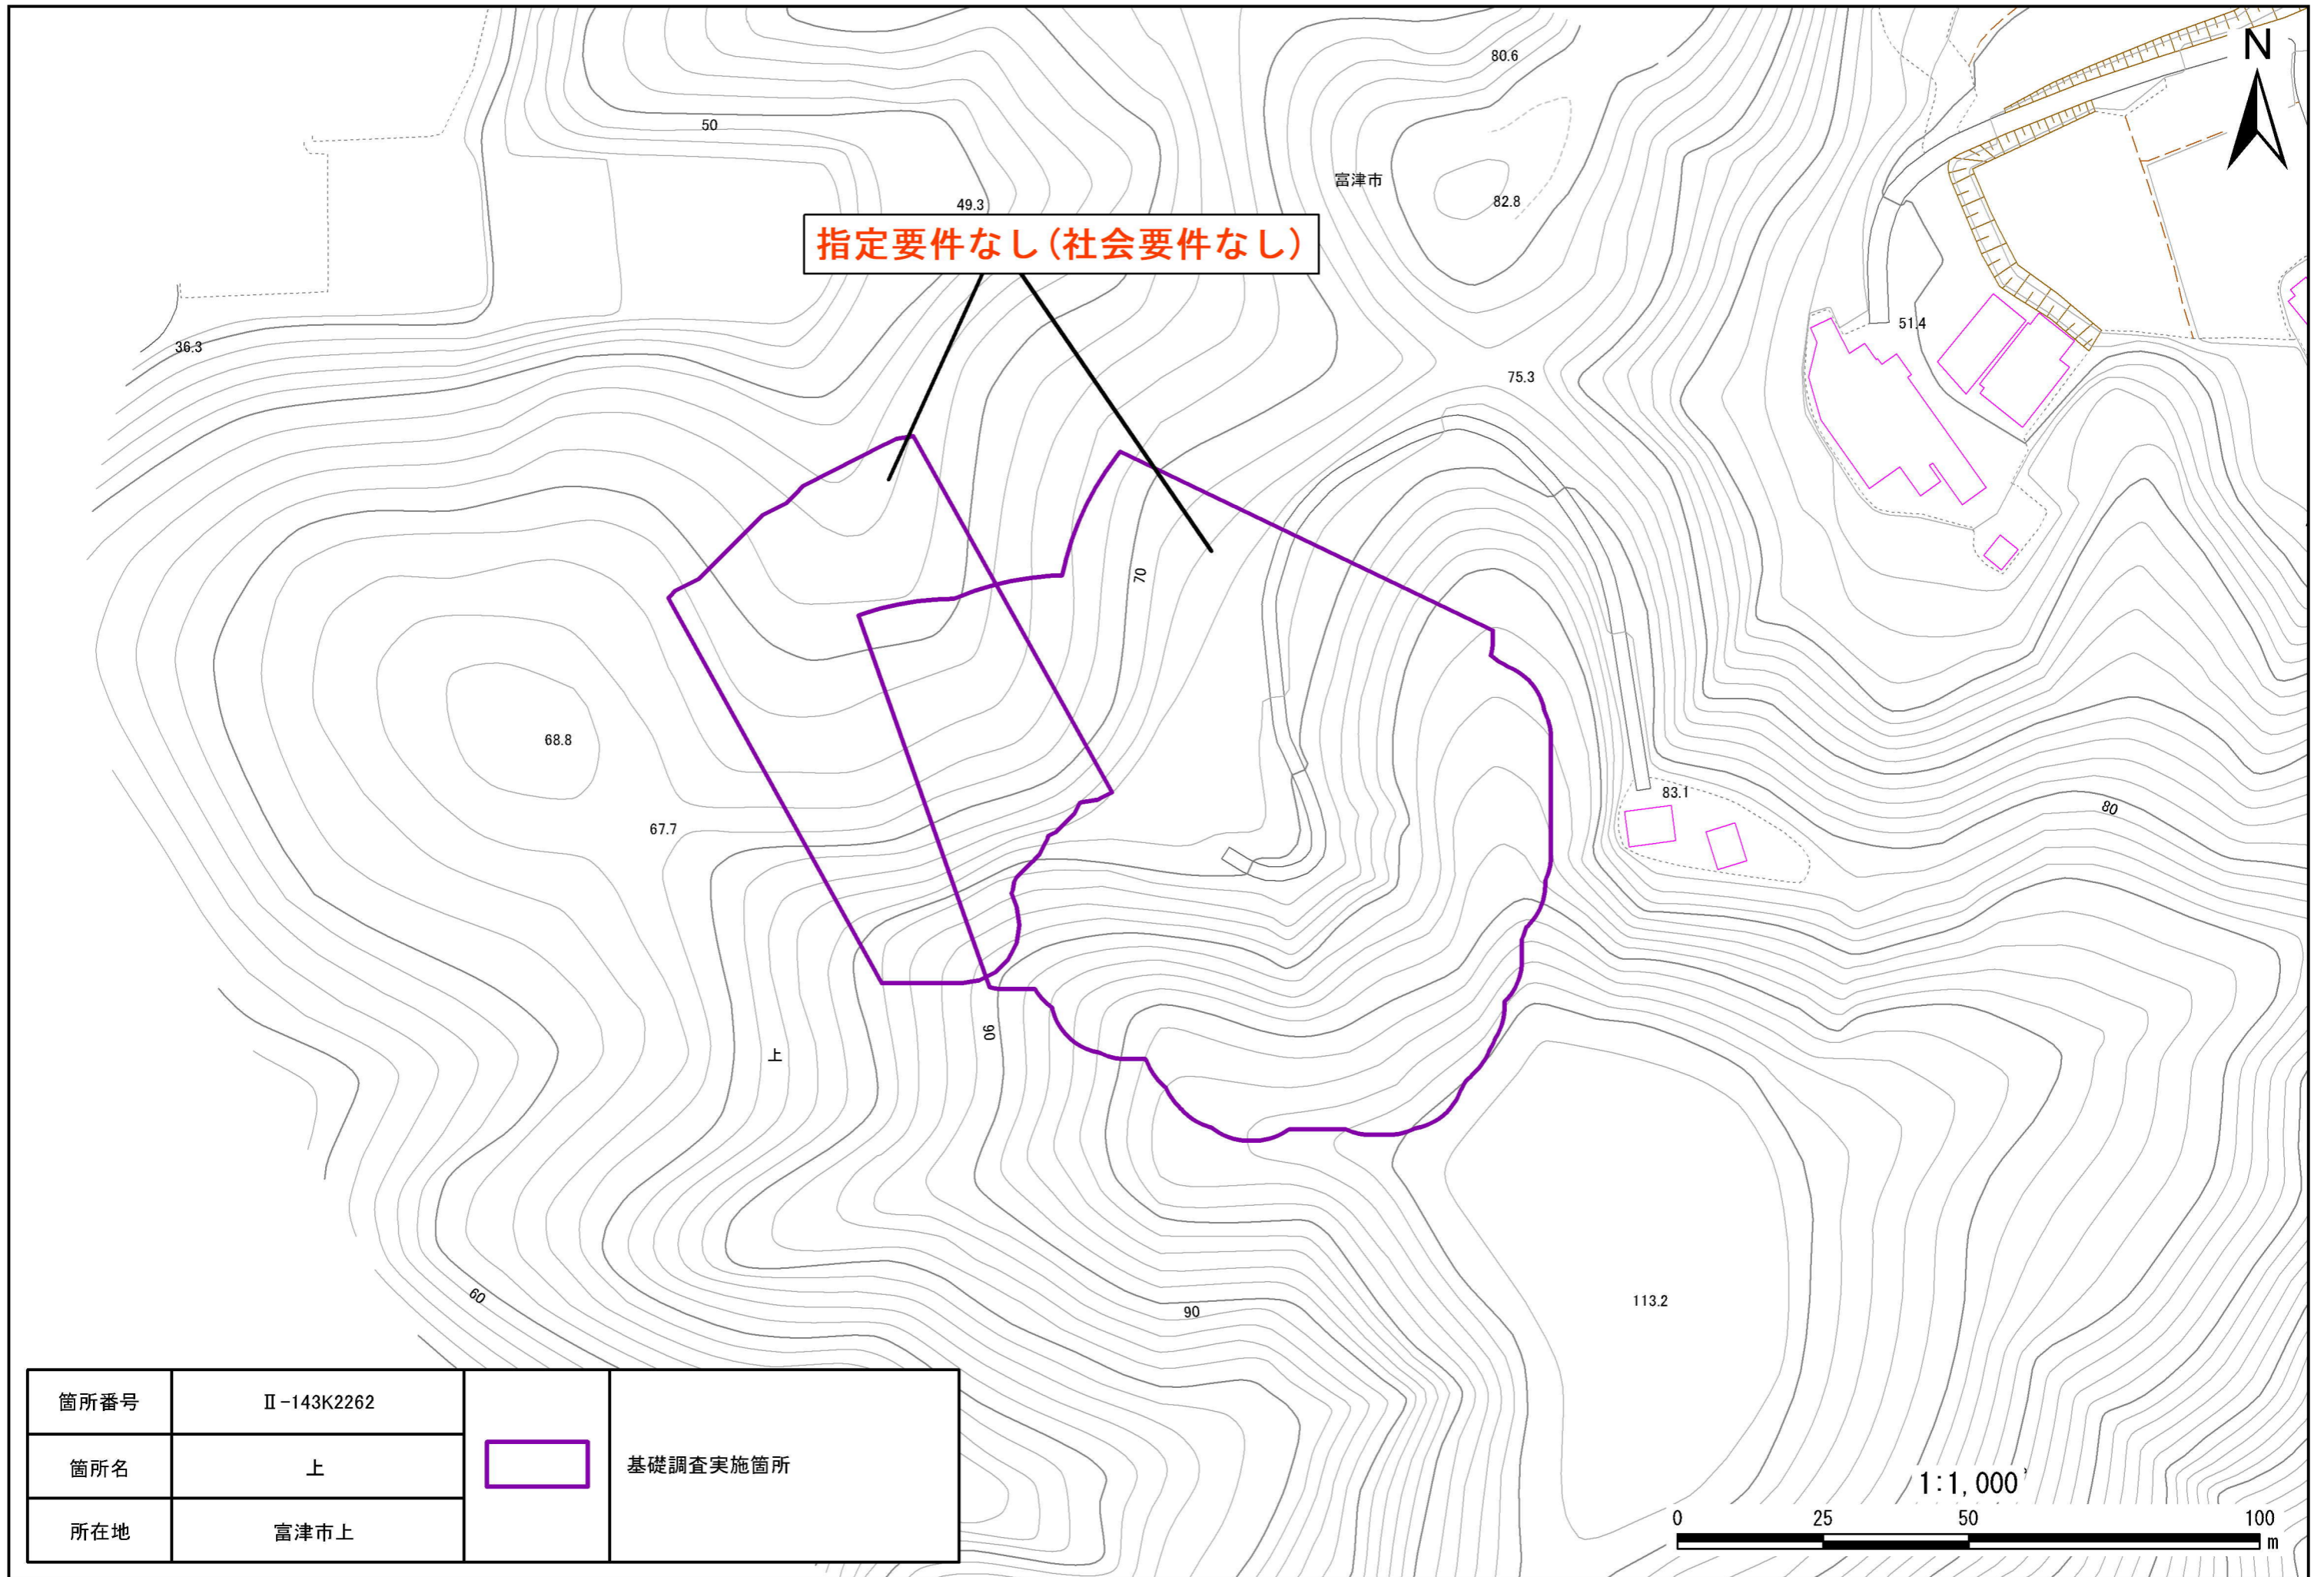 80.6
N
50
富津市
82.8
49.3
指定要件なし（社会要件なし）
51.4
36.3
75.3
70
68.8
83.1
80
67.7
90
上
60
90
113.2
箇所番号 Ⅱ-143K2262
箇所名 上
所在地 富津市上
基礎調査実施箇所
1:1,000
0 25 50 100
m